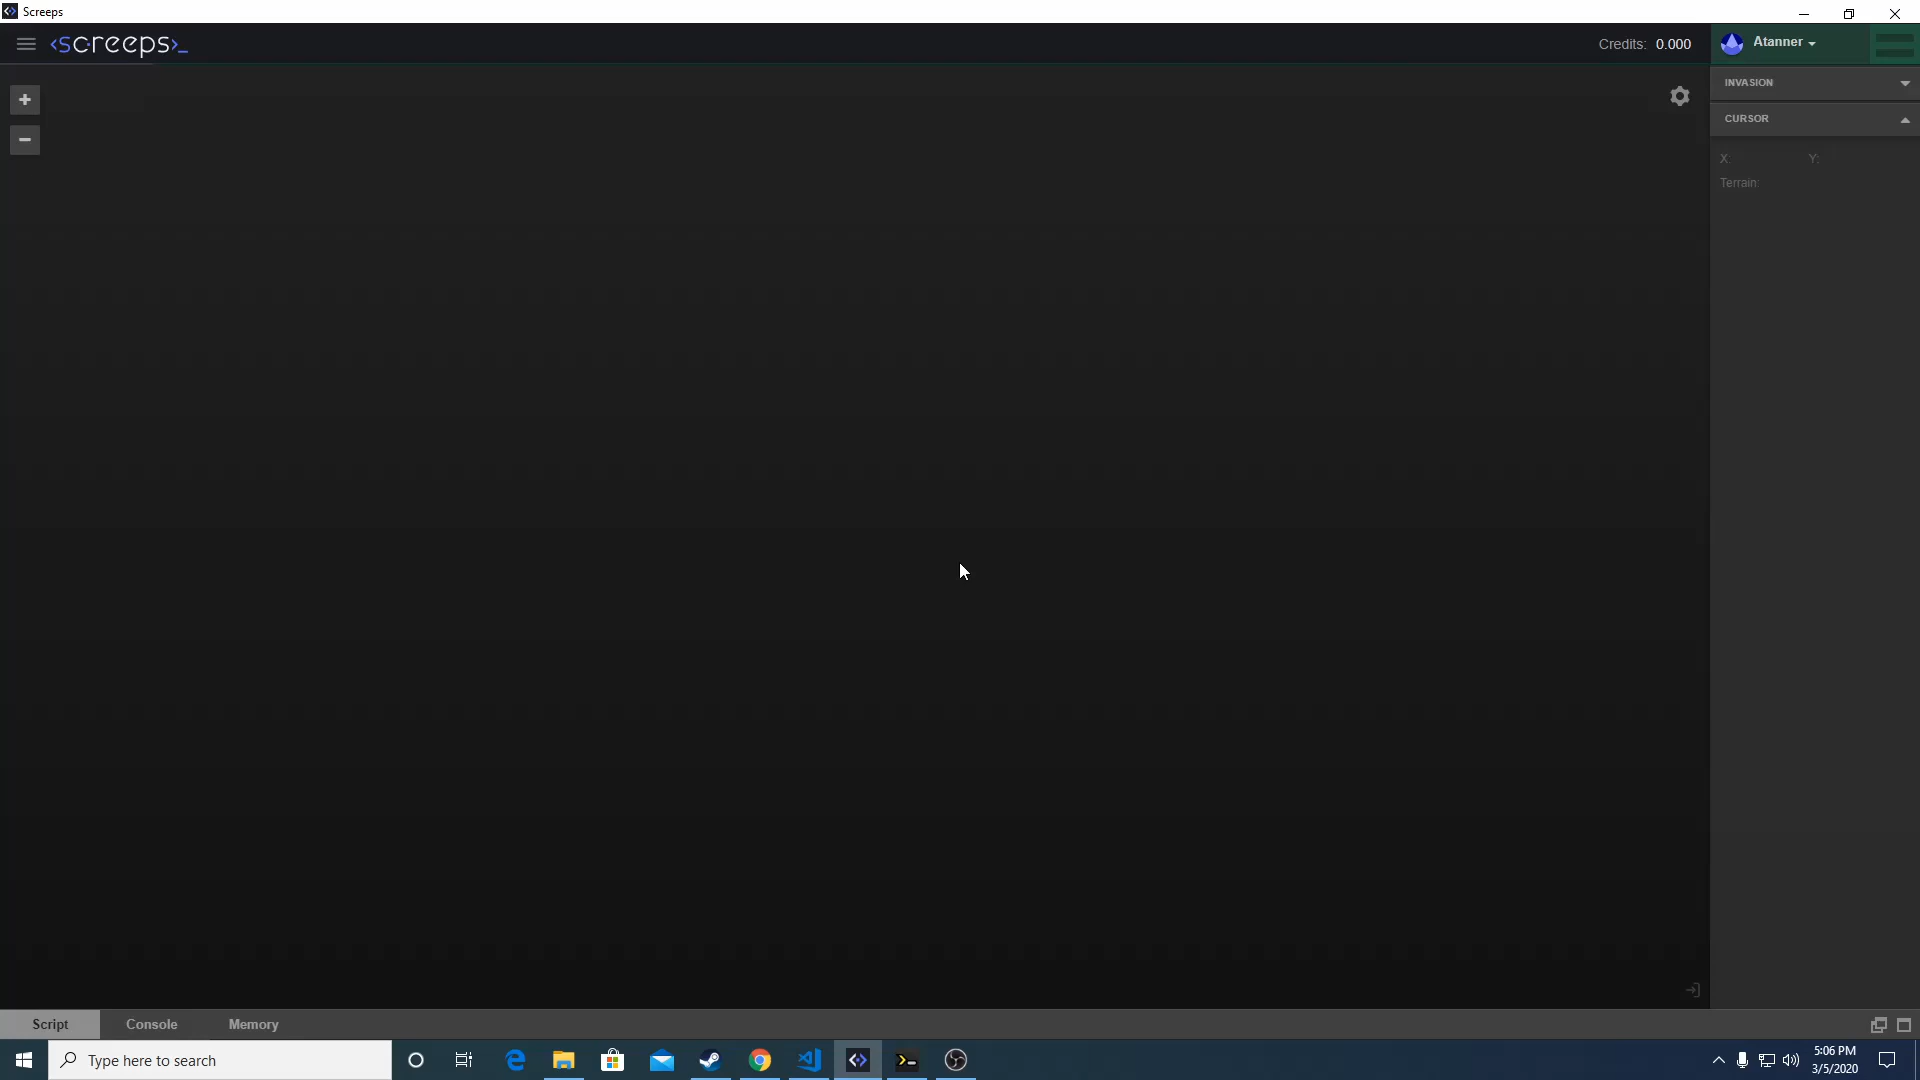 Screeps
<screeps>_
Credits: 0.000
Atanner
INVASION
CURSOR
X: Y:
Terrain:
Script Console Memory
Type here to search
5:06 PM
3/5/2020